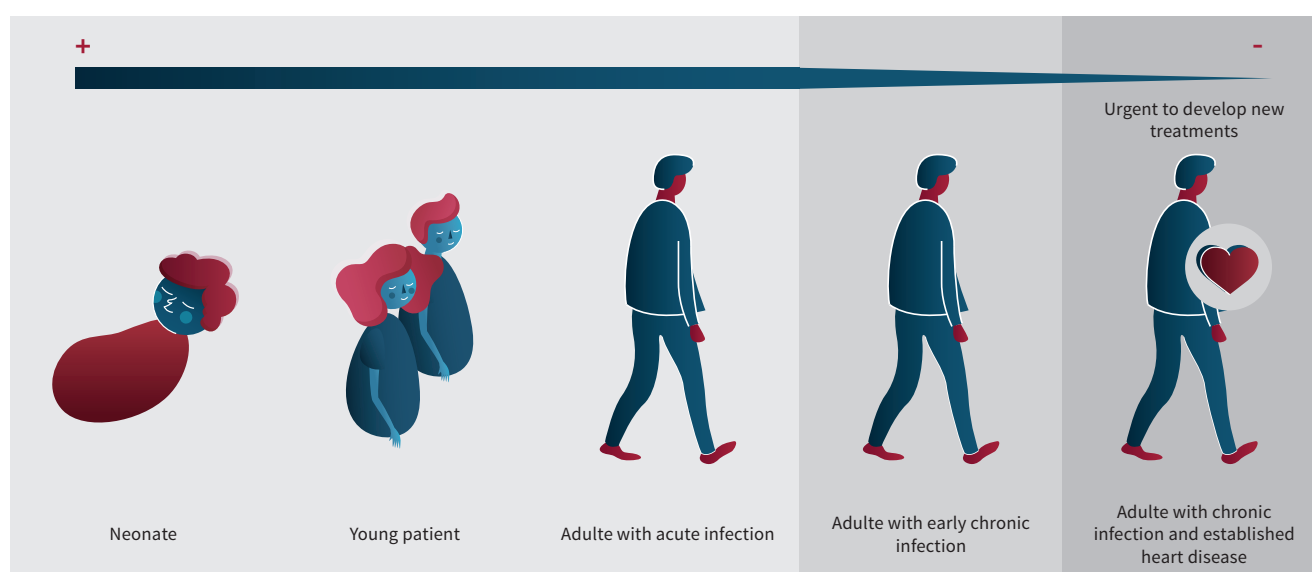 +
-
Urgent to develop new
treatments
Neonate
Young patient
Adulte with acute infection
Adulte with early chronic
infection
Adulte with chronic
infection and established
heart disease